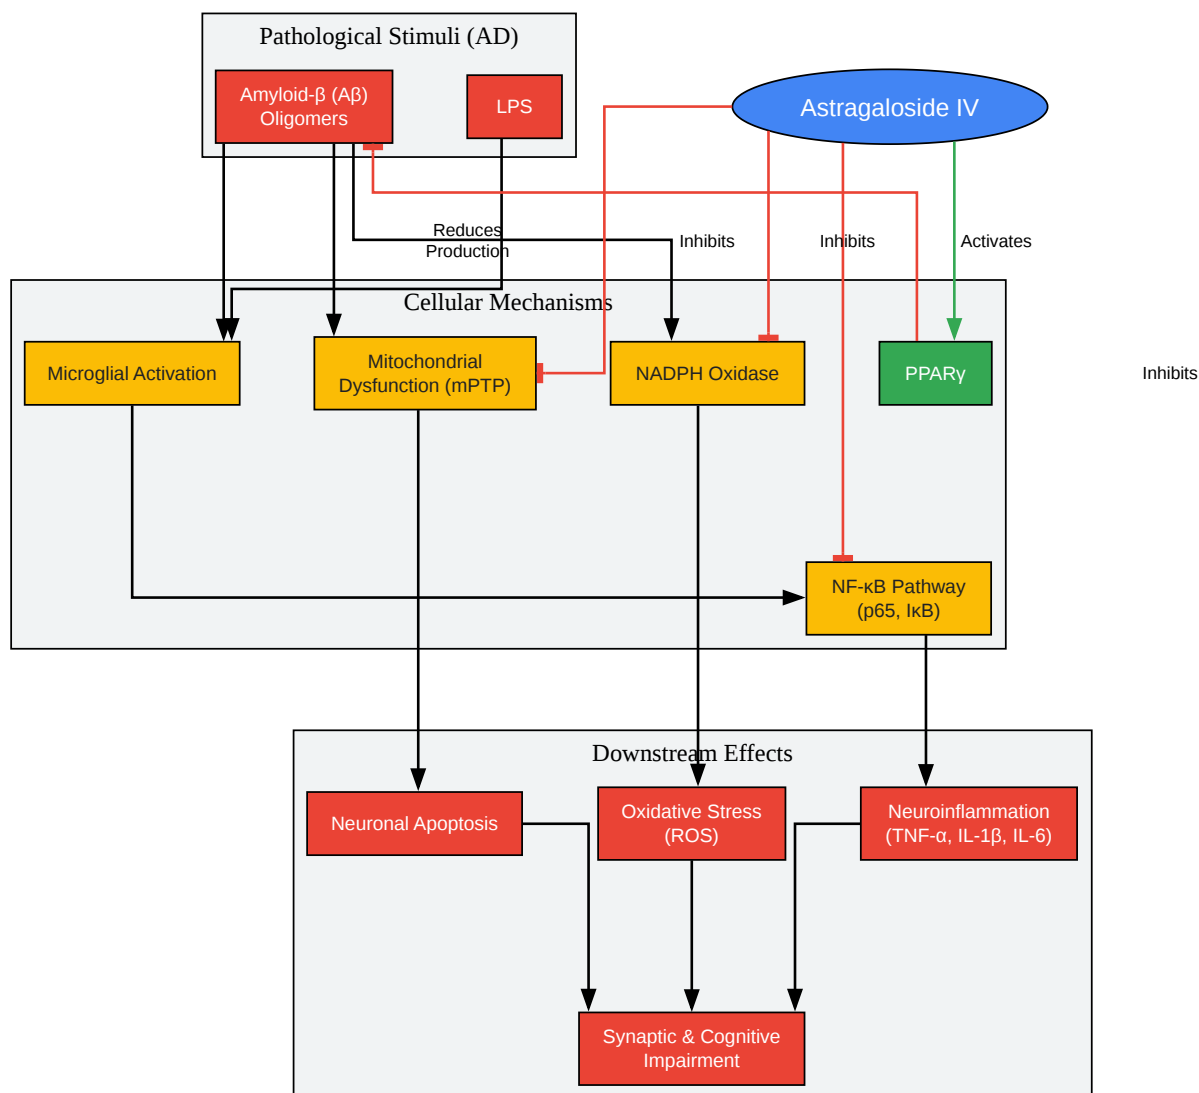 Pathological Stimuli (AD)
Amyloid-β (Aβ)
Oligomers
LPS
Astragaloside IV
Reduces
Production
Inhibits
Inhibits
Activates
Cellular Mechanisms
Microglial Activation
Mitochondrial
Dysfunction (mPTP)
NADPH Oxidase
PPARγ
Inhibits
NF-κB Pathway
(p65, IκB)
Downstream Effects
Neuronal Apoptosis
Oxidative Stress
(ROS)
Neuroinflammation
(TNF-α, IL-1β, IL-6)
Synaptic & Cognitive
Impairment